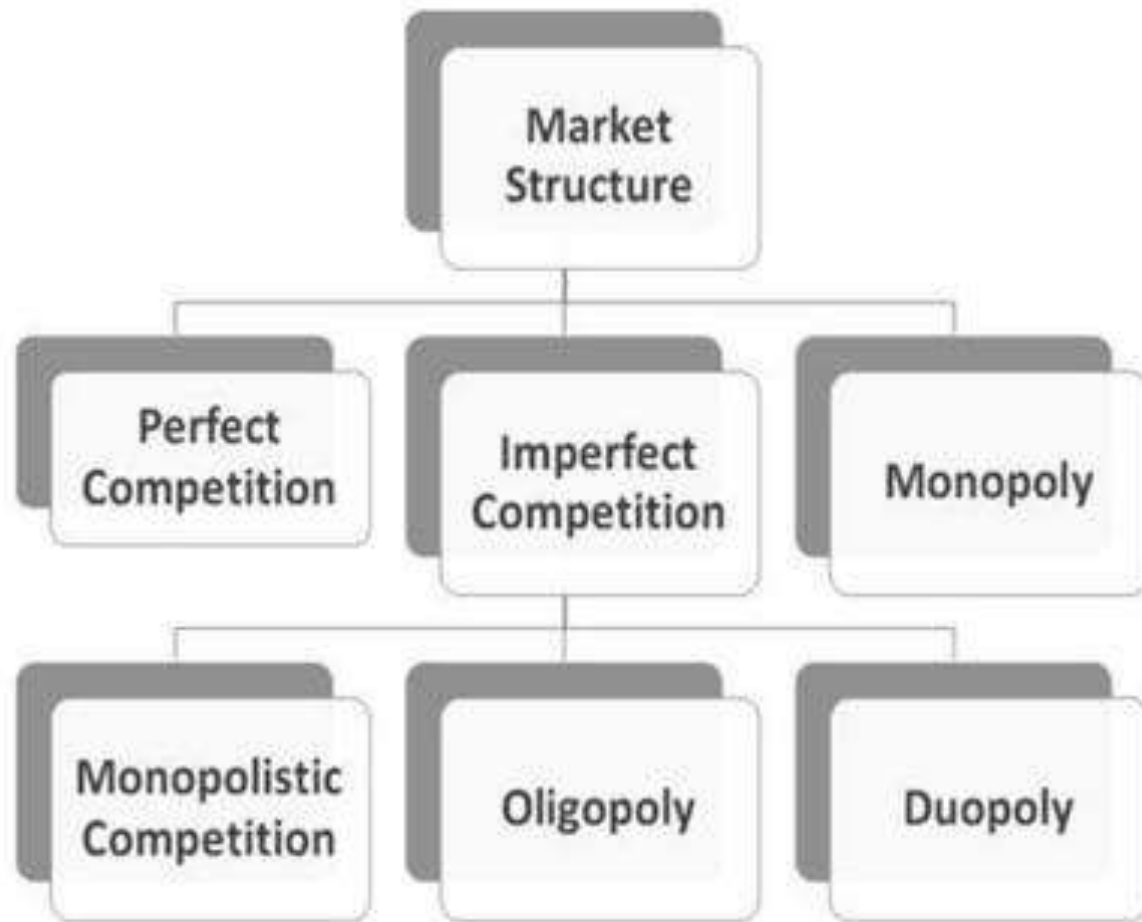 Market
Structure
Perfect
Competition
Imperfect
Competition
Monopoly
Monopolistic
Competition
Oligopoly
Duopoly